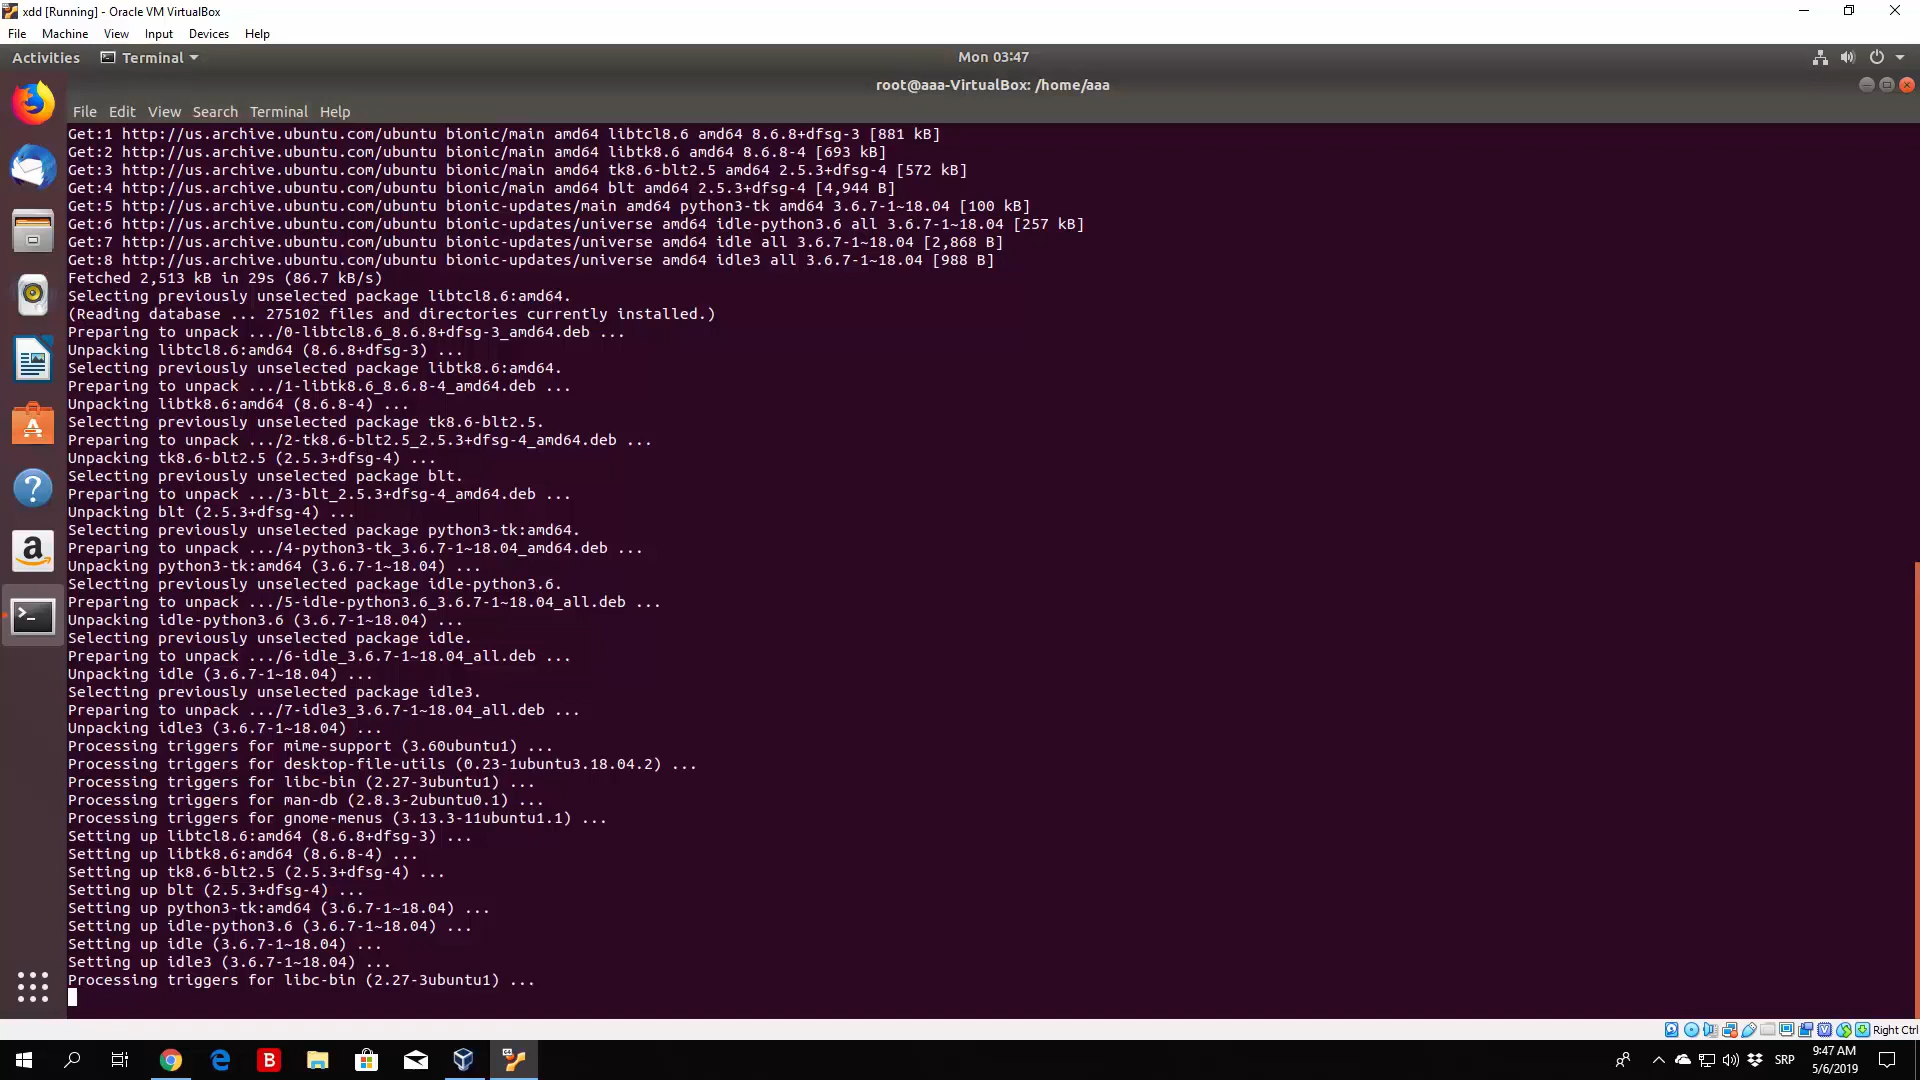 xdd [Running] - Oracle VM VirtualBox
File Machine View Input Devices Help
Activities Terminal Mon 03:47
root@aaa-VirtualBox: /home/aaa
File Edit View Search Terminal Help
Get:1 http://us.archive.ubuntu.com/ubuntu bionic/main amd64 libtcl8.6 amd64 8.6.8+dfsg-3 [881 kB]
Get:2 http://us.archive.ubuntu.com/ubuntu bionic/main amd64 libtk8.6 amd64 8.6.8-4 [693 kB]
Get:3 http://us.archive.ubuntu.com/ubuntu bionic/main amd64 tk8.6-blt2.5 amd64 2.5.3+dfsg-4 [572 kB]
Get:4 http://us.archive.ubuntu.com/ubuntu bionic/main amd64 blt amd64 2.5.3+dfsg-4 [4,944 B]
Get:5 http://us.archive.ubuntu.com/ubuntu bionic-updates/main amd64 python3-tk amd64 3.6.7-1~18.04 [100 kB]
Get:6 http://us.archive.ubuntu.com/ubuntu bionic-updates/universe amd64 idle-python3.6 all 3.6.7-1~18.04 [257 kB]
Get:7 http://us.archive.ubuntu.com/ubuntu bionic-updates/universe amd64 idle all 3.6.7-1~18.04 [2,868 B]
Get:8 http://us.archive.ubuntu.com/ubuntu bionic-updates/universe amd64 idle3 all 3.6.7-1~18.04 [988 B]
Fetched 2,513 kB in 29s (86.7 kB/s)
Selecting previously unselected package libtcl8.6:amd64.
(Reading database ... 275102 files and directories currently installed.)
Preparing to unpack .../0-libtcl8.6_8.6.8+dfsg-3_amd64.deb ...
Unpacking libtcl8.6:amd64 (8.6.8+dfsg-3) ...
Selecting previously unselected package libtk8.6:amd64.
Preparing to unpack .../1-libtk8.6_8.6.8-4_amd64.deb ...
Unpacking libtk8.6:amd64 (8.6.8-4) ...
Selecting previously unselected package tk8.6-blt2.5.
Preparing to unpack .../2-tk8.6-blt2.5_2.5.3+dfsg-4_amd64.deb ...
Unpacking tk8.6-blt2.5 (2.5.3+dfsg-4) ...
Selecting previously unselected package blt.
Preparing to unpack .../3-blt_2.5.3+dfsg-4_amd64.deb ...
Unpacking blt (2.5.3+dfsg-4) ...
Selecting previously unselected package python3-tk:amd64.
Preparing to unpack .../4-python3-tk_3.6.7-1~18.04_amd64.deb ...
Unpacking python3-tk:amd64 (3.6.7-1~18.04) ...
Selecting previously unselected package idle-python3.6.
Preparing to unpack .../5-idle-python3.6_3.6.7-1~18.04_all.deb ...
Unpacking idle-python3.6 (3.6.7-1~18.04) ...
Selecting previously unselected package idle.
Preparing to unpack .../6-idle_3.6.7-1~18.04_all.deb ...
Unpacking idle (3.6.7-1~18.04) ...
Selecting previously unselected package idle3.
Preparing to unpack .../7-idle3_3.6.7-1~18.04_all.deb ...
Unpacking idle3 (3.6.7-1~18.04) ...
Processing triggers for mime-support (3.60ubuntu1) ...
Processing triggers for desktop-file-utils (0.23-1ubuntu3.18.04.2) ...
Processing triggers for libc-bin (2.27-3ubuntu1) ...
Processing triggers for man-db (2.8.3-2ubuntu0.1) ...
Processing triggers for gnome-menus (3.13.3-11ubuntu1.1) ...
Setting up libtcl8.6:amd64 (8.6.8+dfsg-3) ...
Setting up libtk8.6:amd64 (8.6.8-4) ...
Setting up tk8.6-blt2.5 (2.5.3+dfsg-4) ...
Setting up blt (2.5.3+dfsg-4) ...
Setting up python3-tk:amd64 (3.6.7-1~18.04) ...
Setting up idle-python3.6 (3.6.7-1~18.04) ...
Setting up idle (3.6.7-1~18.04) ...
Setting up idle3 (3.6.7-1~18.04) ...
Processing triggers for libc-bin (2.27-3ubuntu1) ...
Right Ctrl
SRP 9:47 AM
5/6/2019